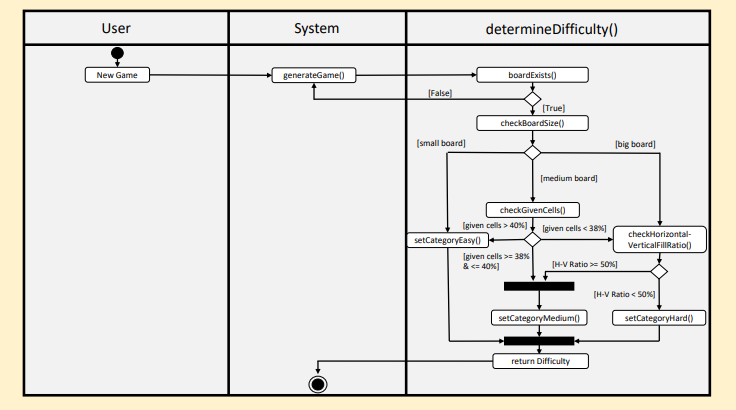 User
System
determineDifficulty()
New Game
generateGame()
boardExists()
[False]
[True]
checkBoardSize()
[small board]
[big board]
[medium board]
checkGivenCells()
[given cells > 40%]
[given cells < 38%]
setCategoryEasy()
checkHorizontal-
VerticalFillRatio()
[given cells >= 38%
& <= 40%]
[H-V Ratio >= 50%]
[H-V Ratio < 50%]
setCategoryMedium()
setCategoryHard()
return Difficulty